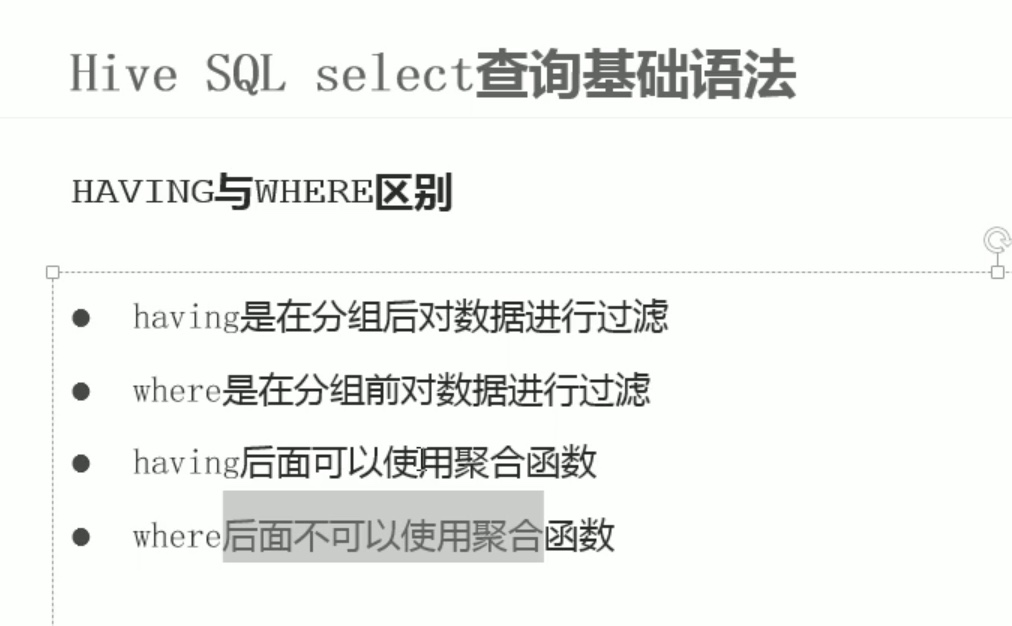 Hive SQL select查询基础语法
HAVING与WHERE区别
● having是在分组后对数据进行过滤
● where是在分组前对数据进行过滤
● having后面可以使用聚合函数
● where后面不可以使用聚合函数